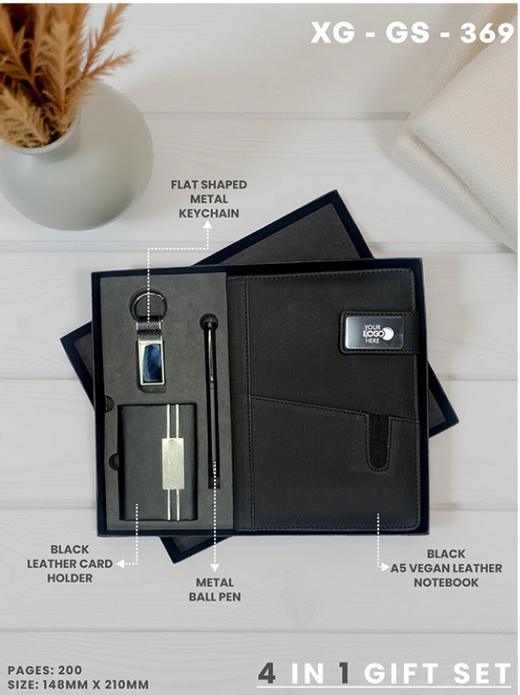 XG - GS - 369
FLAT SHAPED
METAL
KEYCHAIN
YOUR
LOGO
HERE
BLACK
LEATHER CARD
HOLDER
METAL
BALL PEN
BLACK
A5 VEGAN LEATHER
NOTEBOOK
PAGES: 200
SIZE: 148MM X 210MM
4 IN 1 GIFT SET